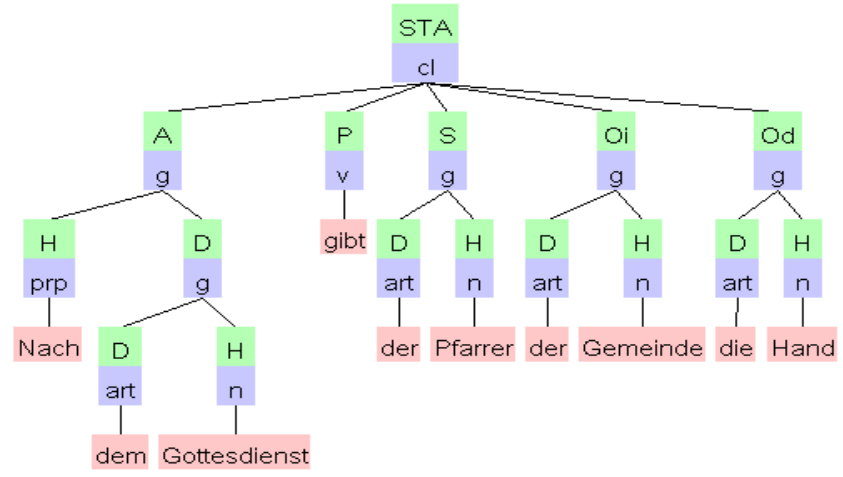 STA
cl
A P S Oi Od
g v g g g
H D gibt D H D H D H
prp g art n art n art n
Nach D H der Pfarrer der Gemeinde die Hand
art n
dem Gottesdienst